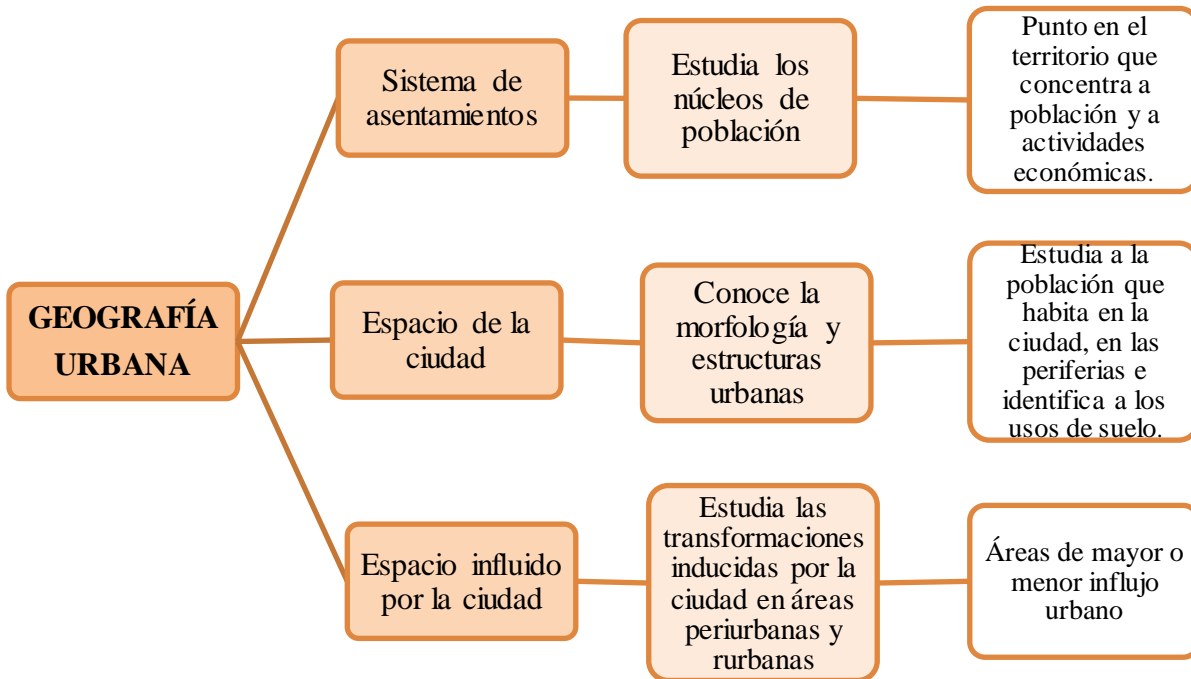 GEOGRAFÍA
URBANA
Sistema de
asentamientos
Estudia los
núcleos de
población
Punto en el
territorio que
concentra a
población y a
actividades
económicas.
Espacio de la
ciudad
Conoce la
morfología y
estructuras
urbanas
Estudia a la
población que
habita en la
ciudad, en las
periferias e
identifica a los
usos de suelo.
Espacio influido
por la ciudad
Estudia las
transformaciones
inducidas por la
ciudad en áreas
periurbanas y
rurbanas
Áreas de mayor o
menor influjo
urbano